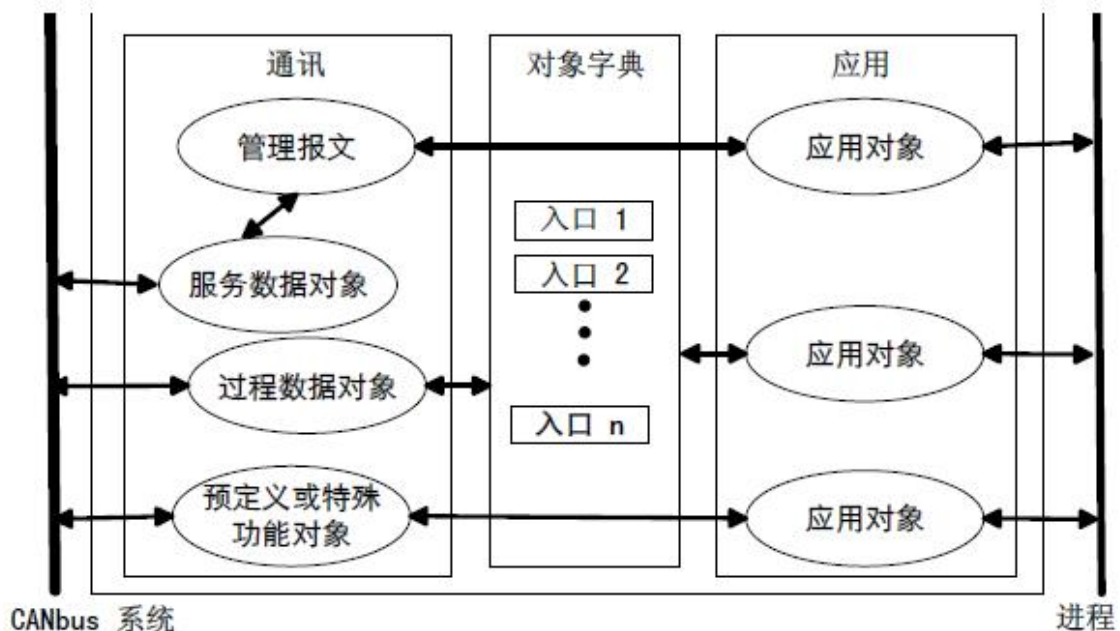 通讯
对象字典
应用
管理报文
应用对象
入口 1
入口 2
服务数据对象
过程数据对象
应用对象
入口 n
预定义或特殊
功能对象
应用对象
CANbus 系统
进程